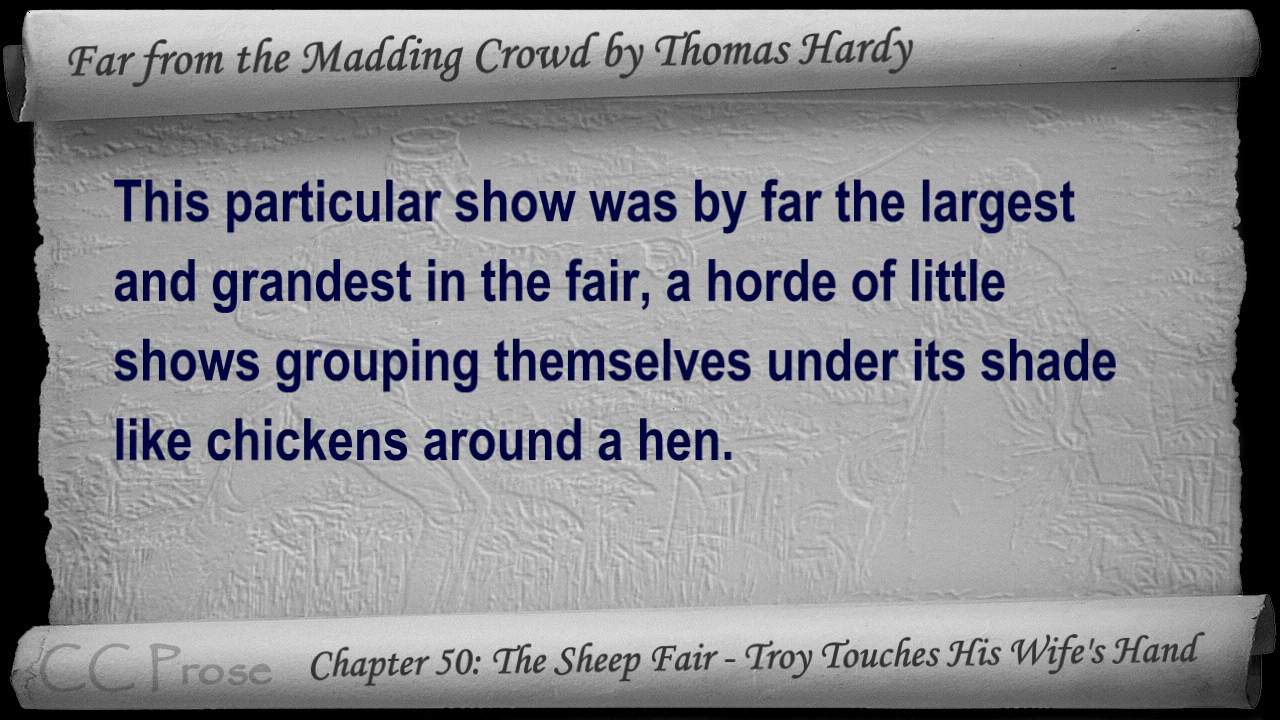 Far from the Madding Crowd by Thomas Hardy
This particular show was by far the largest
and grandest in the fair, a horde of little
shows grouping themselves under its shade
like chickens around a hen.
CC Prose
Chapter 50: The Sheep Fair - Troy Touches His Wife's Hand